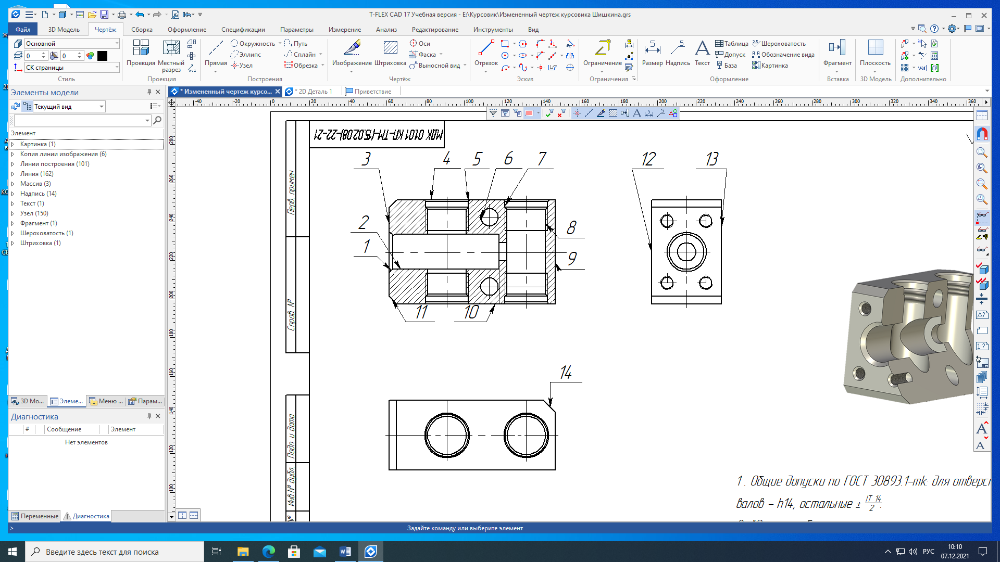 T-FLEX CAD 17 Учебная версия - E:\Курсовик\Измененный чертеж курсовика Шишкина.grs
Файл 3D Модель Чертёж Сборка Оформление Спецификации Параметры Измерение Анализ Редактирование Инструменты Вид
Основной
0 0
СК страницы
Стиль
Проекция
Местный разрез
Проекция
Прямая
Окружность
Эллипс
Узел
Путь
Сплайн
Обрезка
Построения
Изображение
Штриховка
Оси
Фаска
Выносной вид
Чертёж
Отрезок
Эскиз
Ограничение
Ограничения
Размер
Надпись
Текст
Таблица
Допуск
База
Шероховатость
Обозначение вида
Картинка
Оформление
Фрагмент
Вставка
Плоскость
3D Модель
var
Дополнительно
Элементы модели
* Измененный чертеж курсо...
* 2D Деталь 1
Приветствие
Текущий вид
-40 -20 0 20 40 60 80 100 120 140 160 180 200 220 240 260 280 300 320 340 360
Элемент
Картинка (1)
Копия линии изображения (6)
Линии построения (101)
Линия (162)
Массив (3)
Надпись (14)
Текст (1)
Узел (150)
Фрагмент (1)
Шероховатость (1)
Штриховка (1)
3D Мо... Элеме... Меню ... Парам...
Диагностика
# Сообщение Элемент
Нет элементов
Переменные Диагностика
280
260
240
220
200
180
160
140
120
100
МДК 01.01 КП-ТМ-(15.02.08)-22-21
Перв. примен.
Справ. №
Подп. и дата
Инв.№ дубл.
3 4 5 6 7 12 13
2
8
1
9
11 10
14
1 . Общие допуски по ГОСТ 30893.1-mk: для отверс
валов - h14, остальные ± IT 14
2
> Задайте команду или выберите элемент
Введите здесь текст для поиска
РУС
10:10
07.12.2021